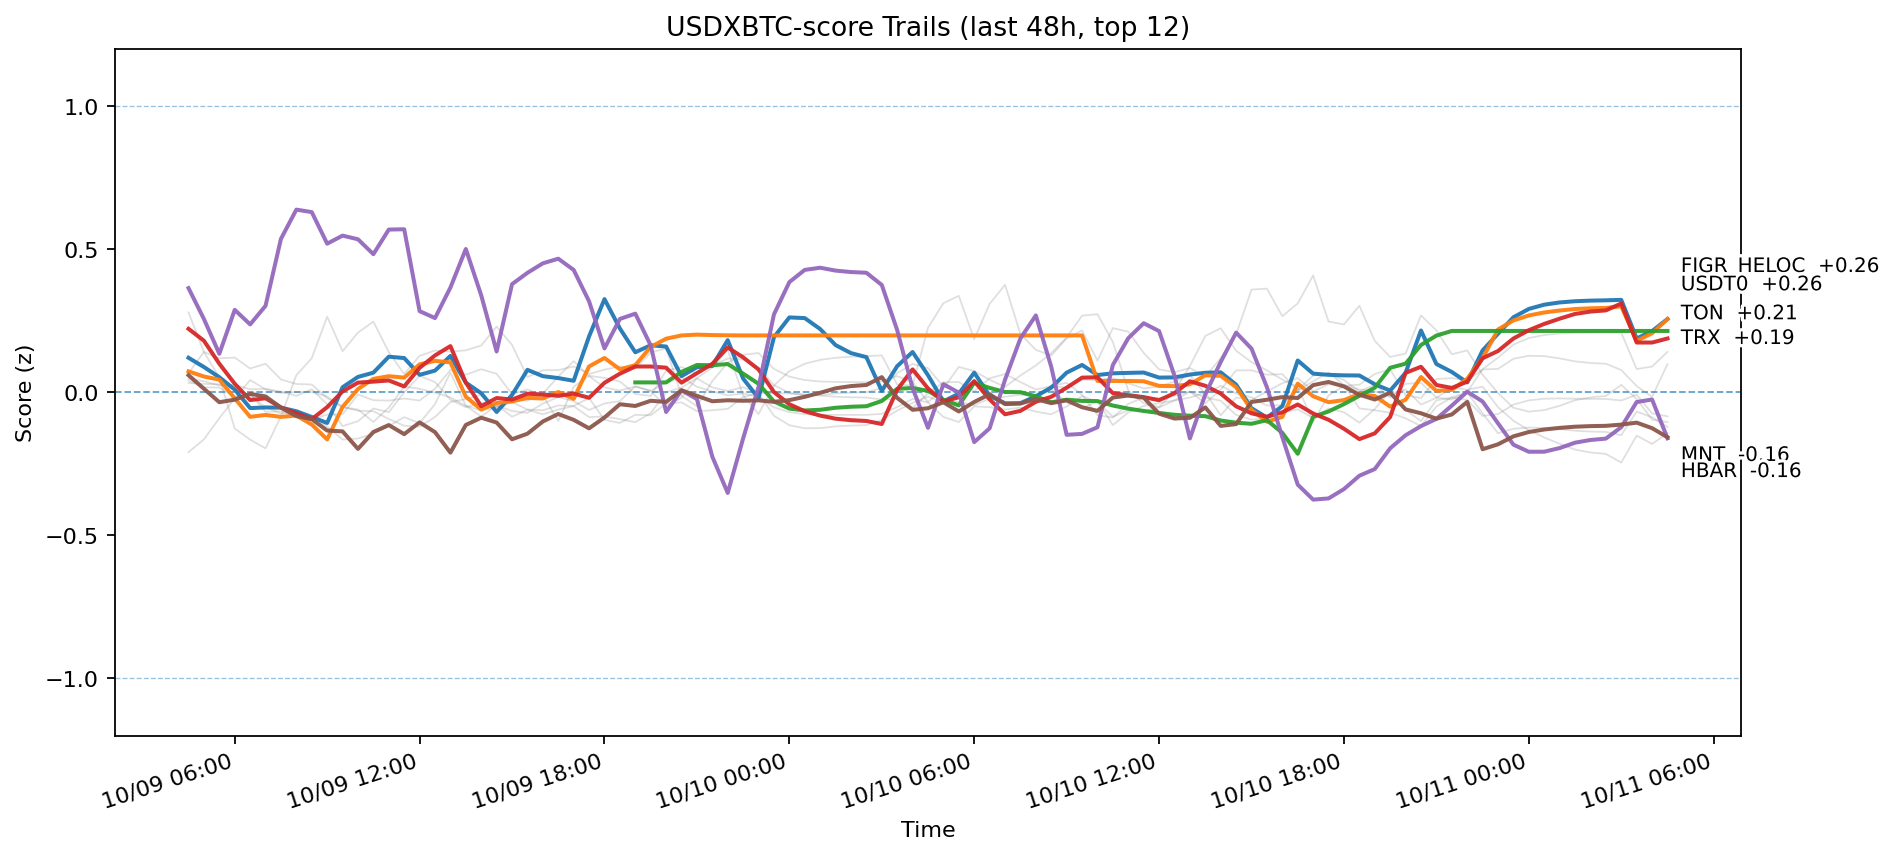 USDXBTC-score Trails (last 48h, top 12)
Score (z)
1.0
0.5
0.0
−0.5
−1.0
FIGR_HELOC +0.26
USDT0 +0.26
TON +0.21
TRX +0.19
MNT -0.16
HBAR -0.16
10/09 06:00
10/09 12:00
10/09 18:00
10/10 00:00
10/10 06:00
10/10 12:00
10/10 18:00
10/11 00:00
10/11 06:00
Time